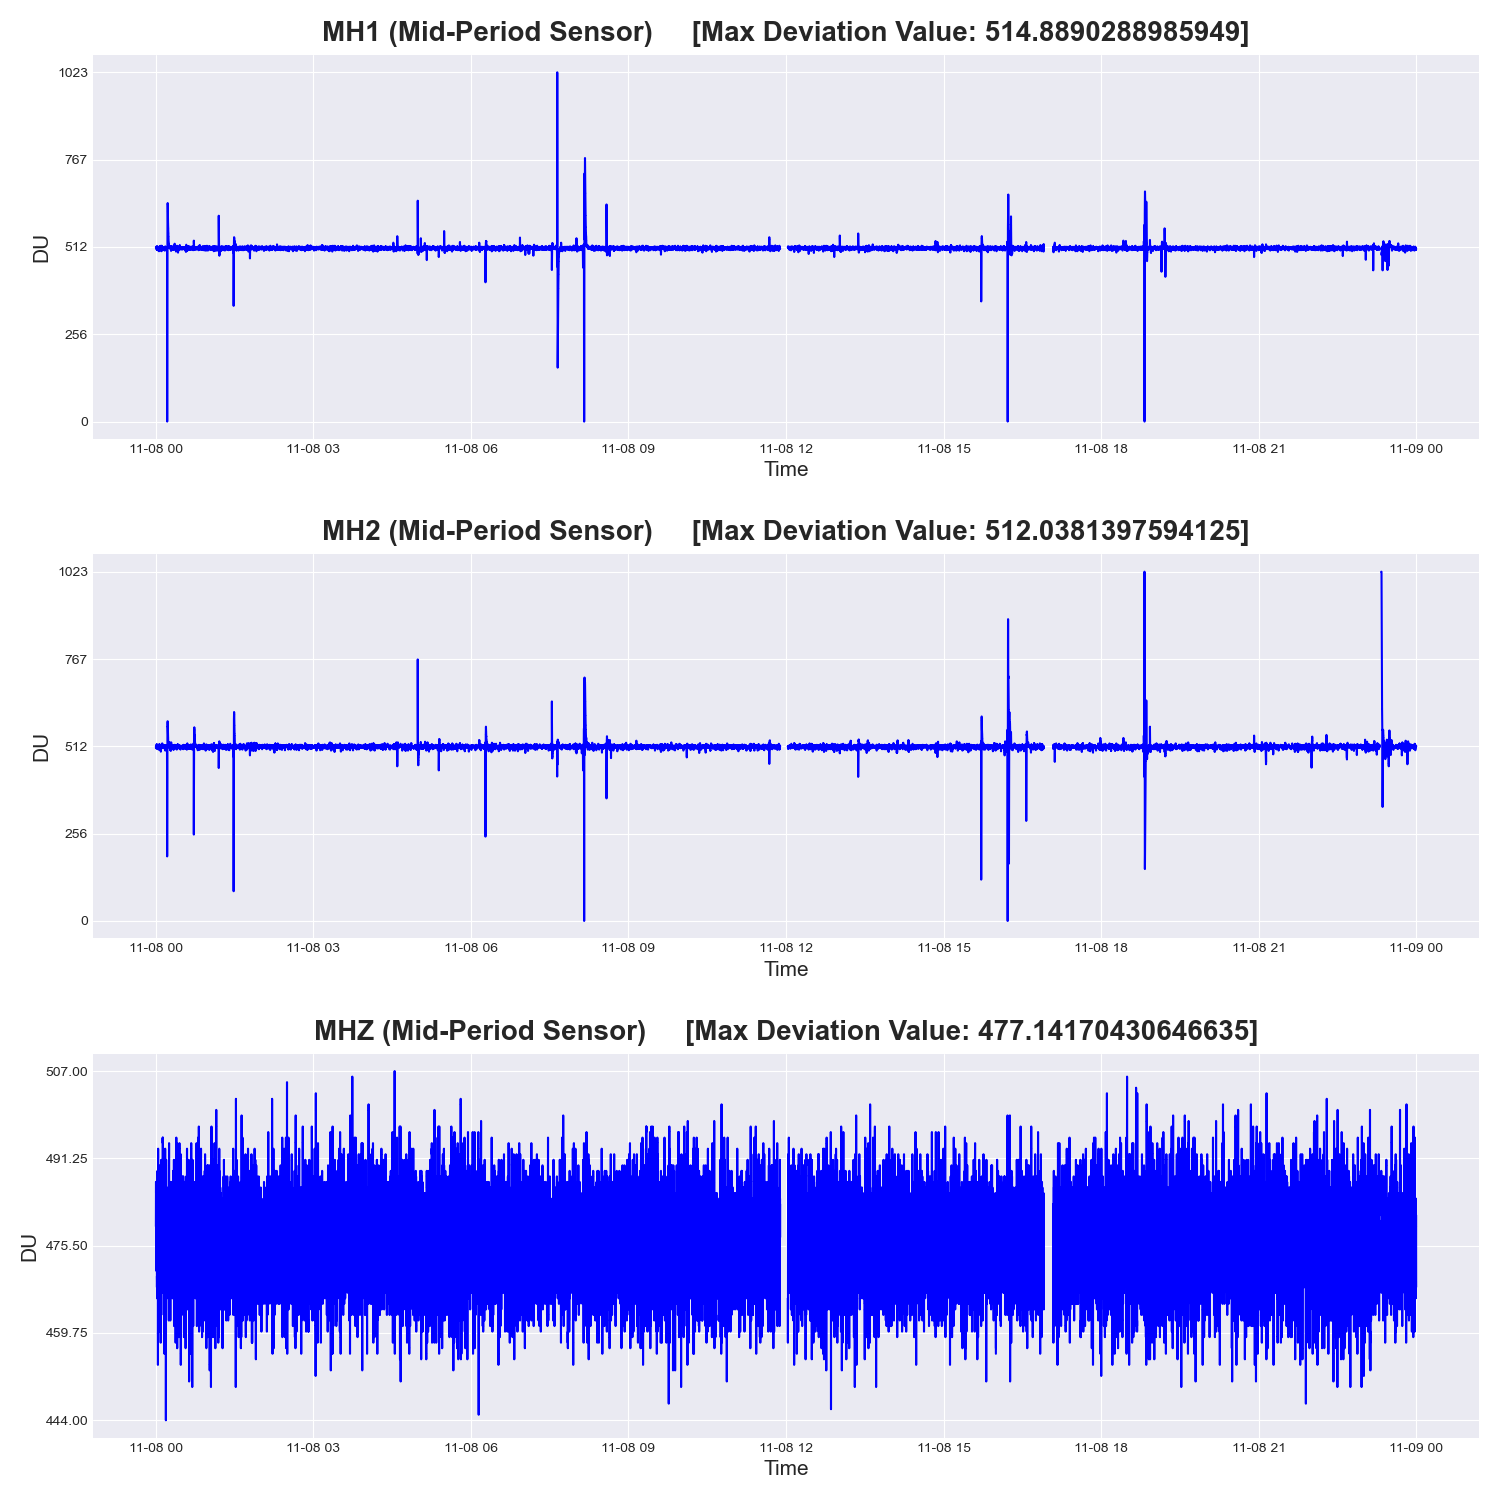 MH1 (Mid-Period Sensor) [Max Deviation Value: 514.8890288985949]
1023
767
512
256
0
DU
11-08 00 11-08 03 11-08 06 11-08 09 11-08 12 11-08 15 11-08 18 11-08 21 11-09 00
Time
MH2 (Mid-Period Sensor) [Max Deviation Value: 512.0381397594125]
1023
767
512
256
0
DU
11-08 00 11-08 03 11-08 06 11-08 09 11-08 12 11-08 15 11-08 18 11-08 21 11-09 00
Time
MHZ (Mid-Period Sensor) [Max Deviation Value: 477.14170430646635]
507.00
491.25
475.50
459.75
444.00
DU
11-08 00 11-08 03 11-08 06 11-08 09 11-08 12 11-08 15 11-08 18 11-08 21 11-09 00
Time